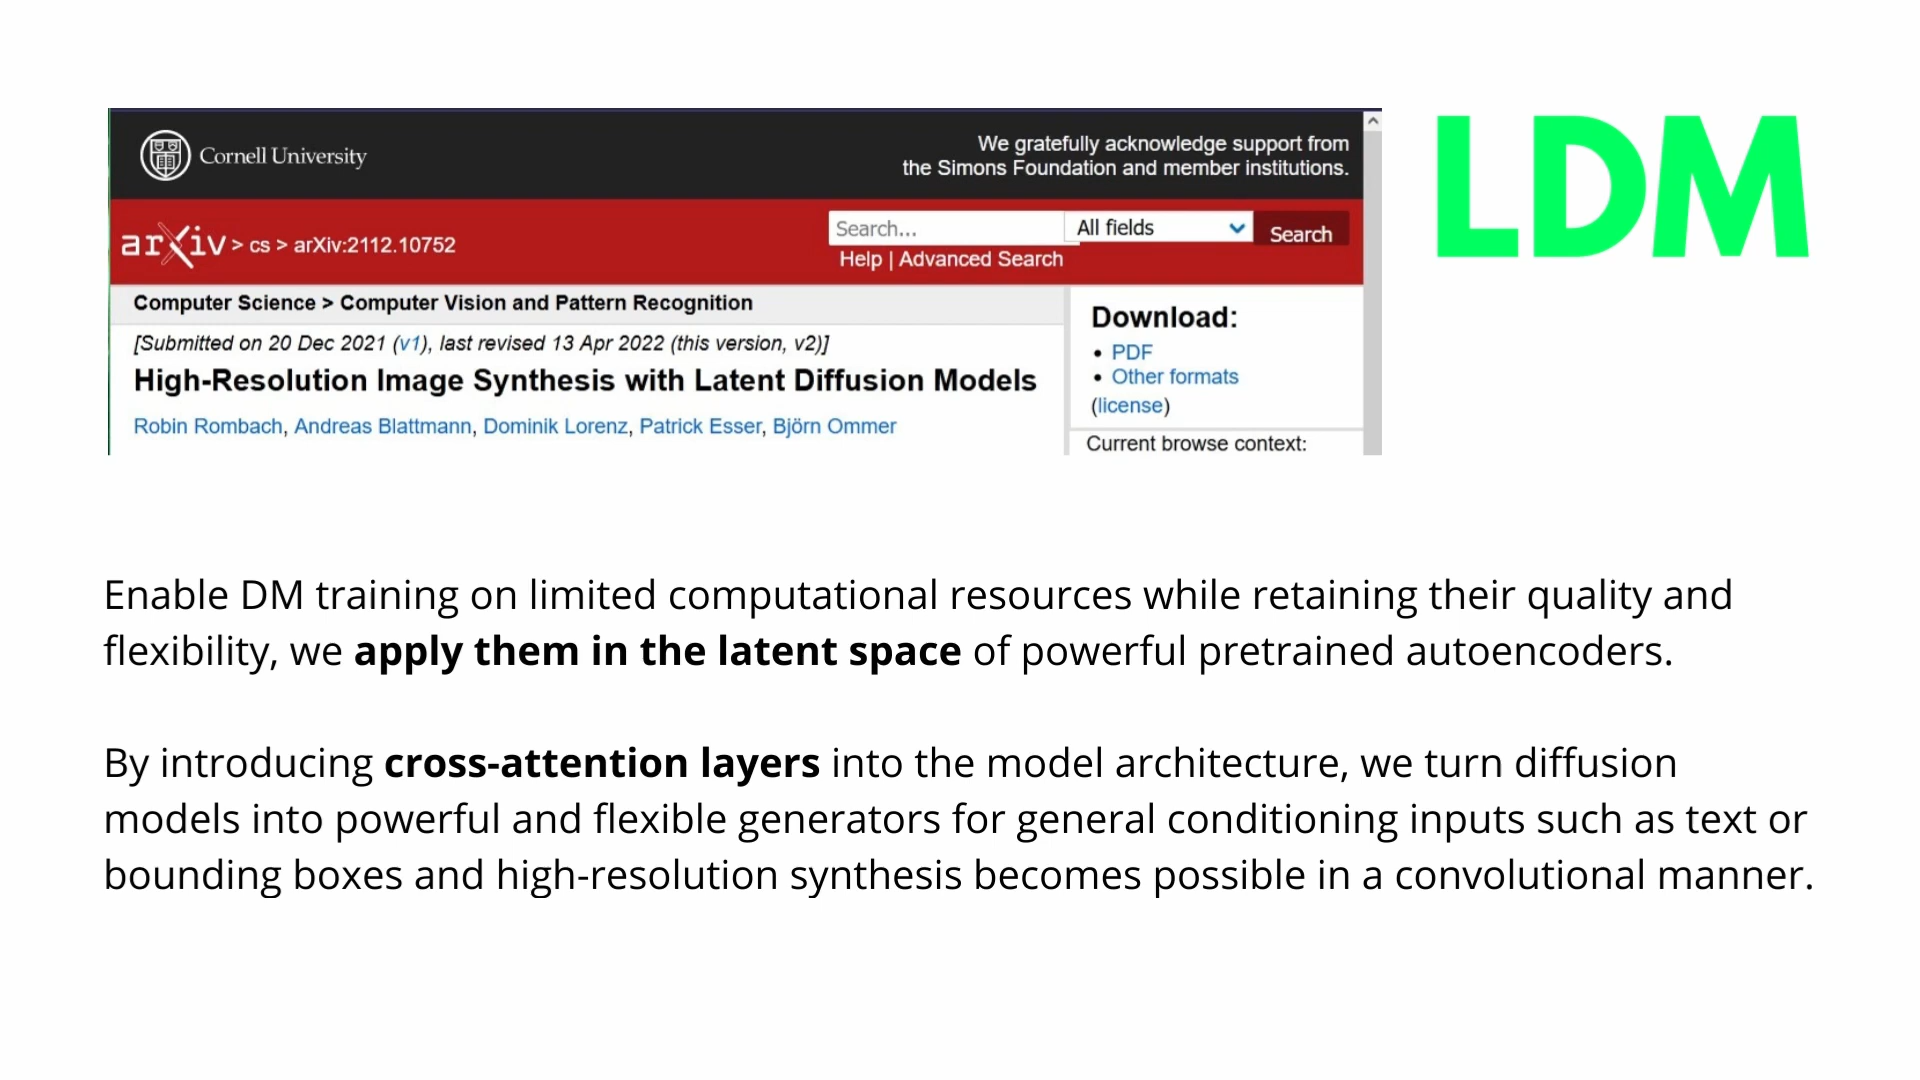 Cornell University
We gratefully acknowledge support from
the Simons Foundation and member institutions.
LDM
arXiv > cs > arXiv:2112.10752
Search...
All fields
Search
Help | Advanced Search
Computer Science > Computer Vision and Pattern Recognition
[Submitted on 20 Dec 2021 (v1), last revised 13 Apr 2022 (this version, v2)]
High-Resolution Image Synthesis with Latent Diffusion Models
Robin Rombach, Andreas Blattmann, Dominik Lorenz, Patrick Esser, Björn Ommer
Download:
• PDF
• Other formats
(license)
Current browse context:
Enable DM training on limited computational resources while retaining their quality and
flexibility, we apply them in the latent space of powerful pretrained autoencoders.
By introducing cross-attention layers into the model architecture, we turn diffusion
models into powerful and flexible generators for general conditioning inputs such as text or
bounding boxes and high-resolution synthesis becomes possible in a convolutional manner.